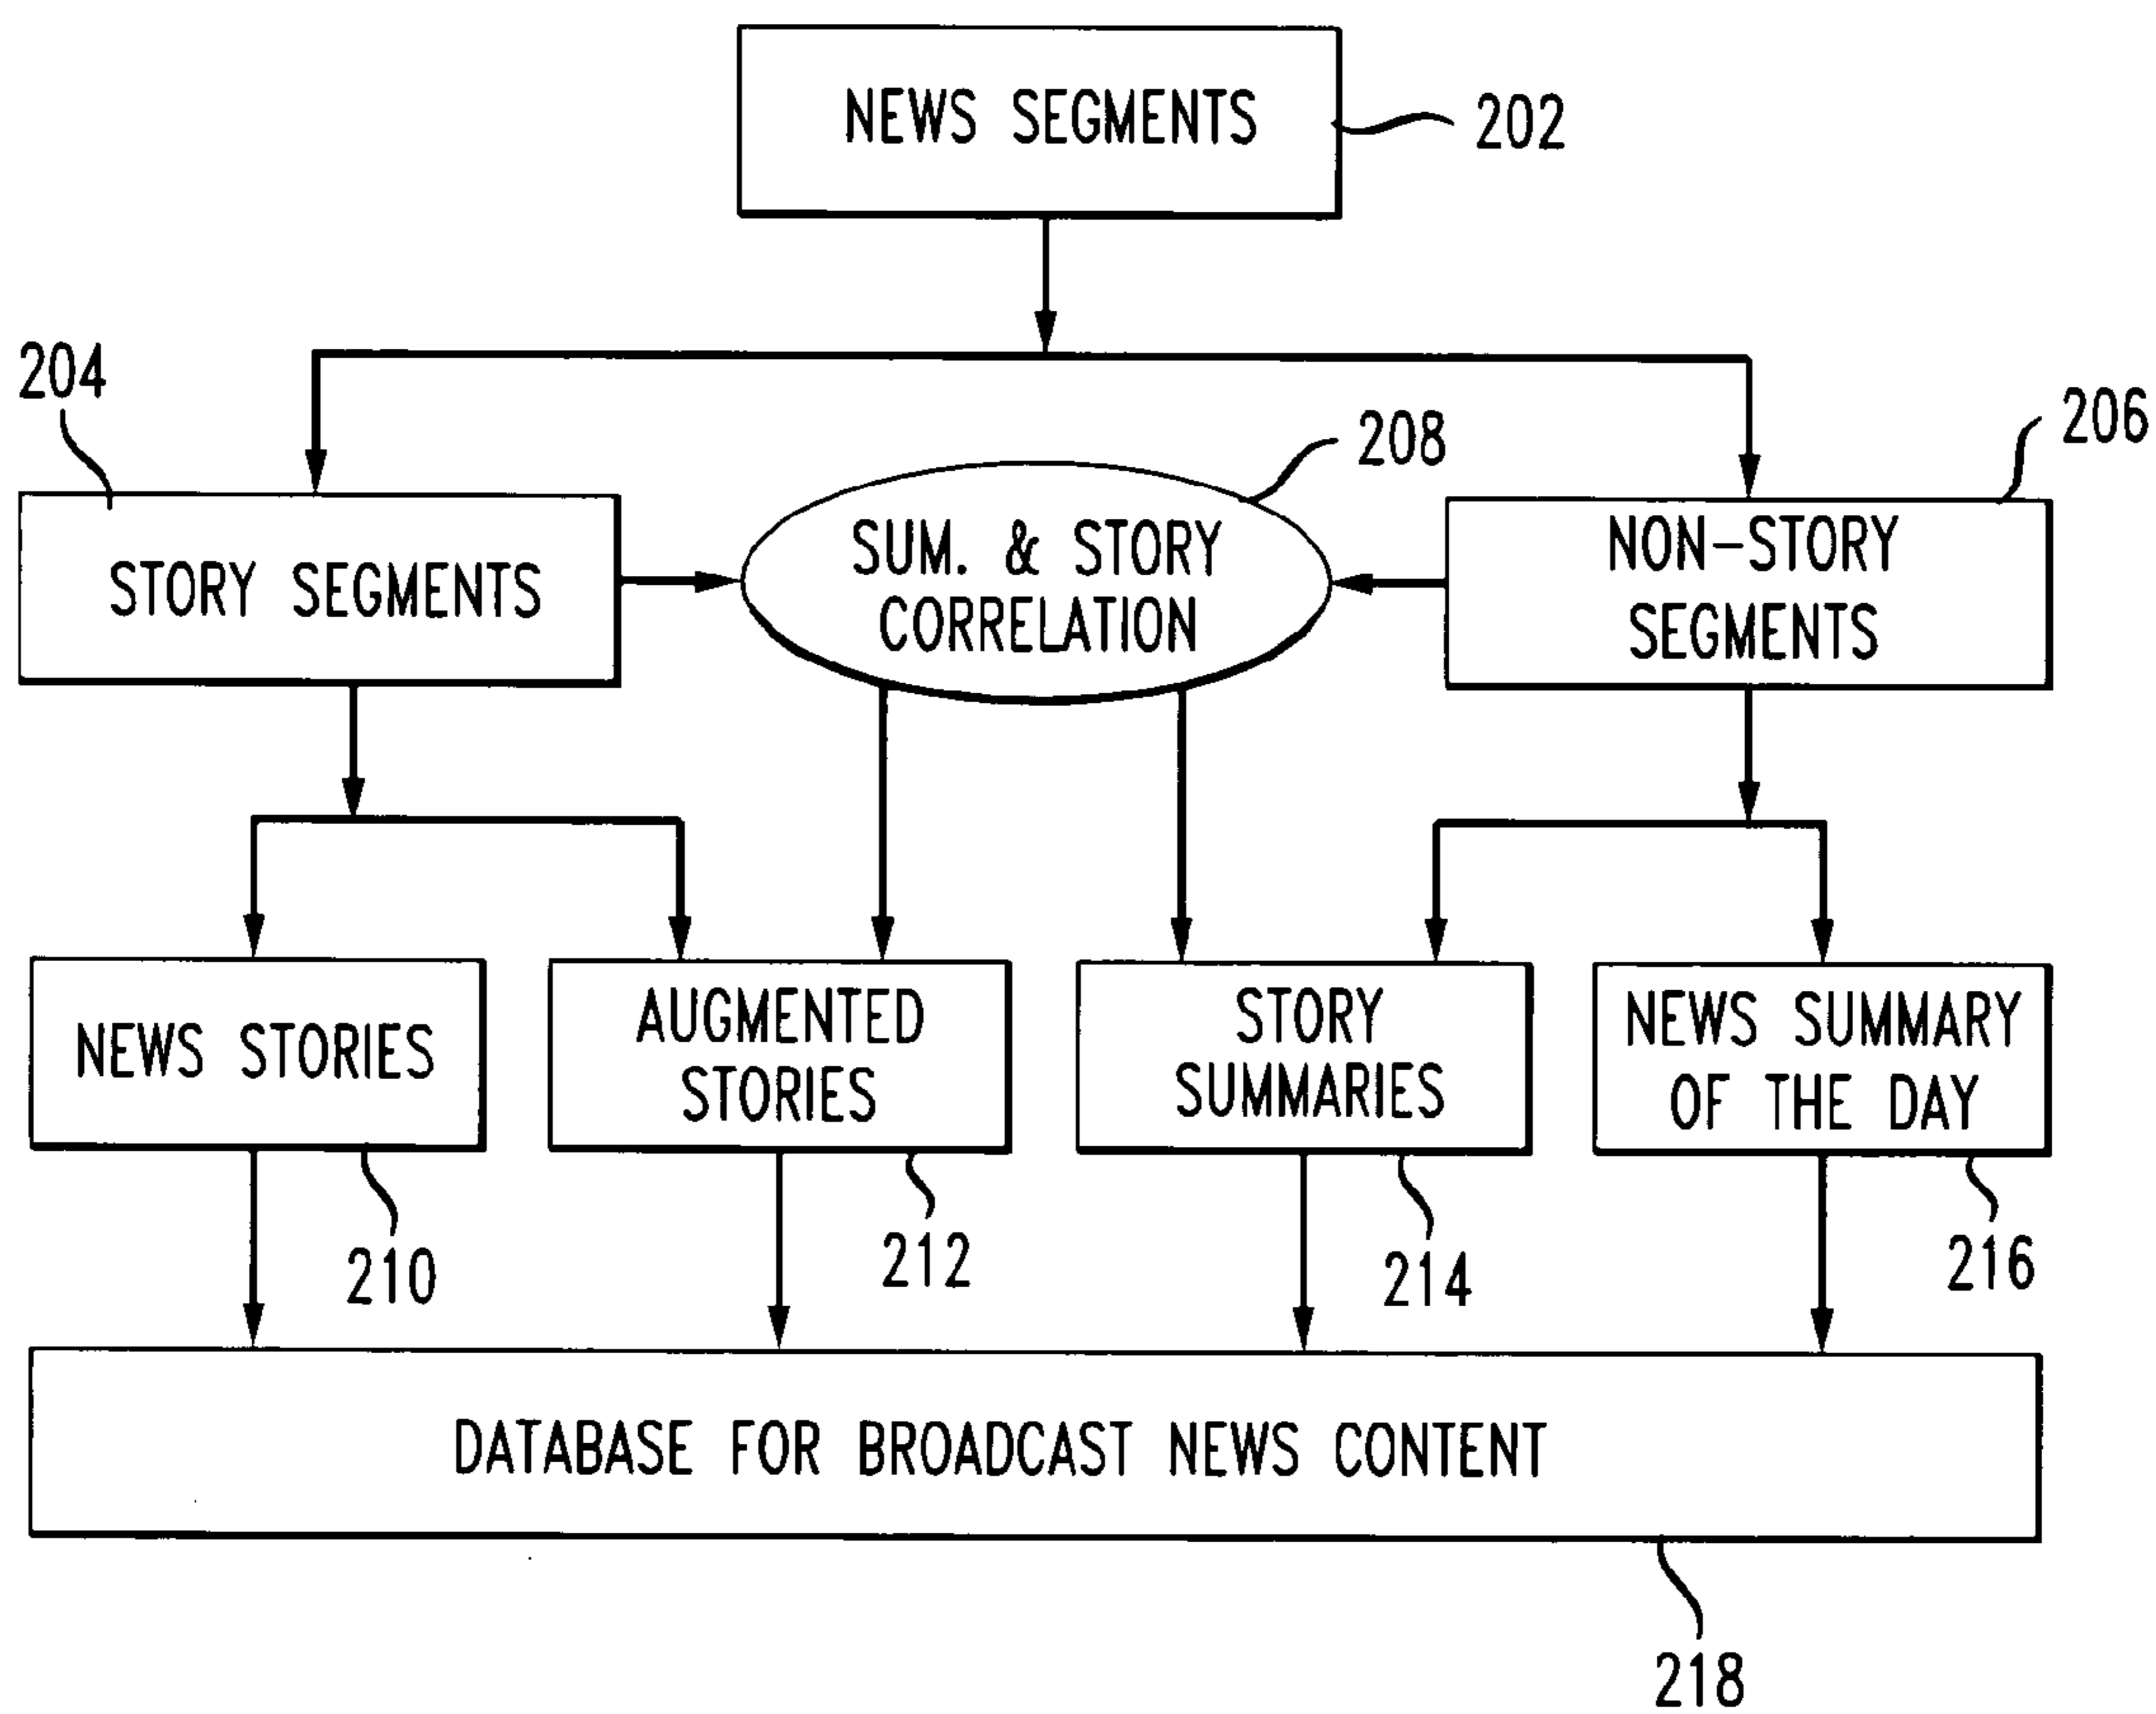 NEWS SEGMENTS
202
204
206
208
STORY SEGMENTS
SUM. & STORY
CORRELATION
NON-STORY
SEGMENTS
NEWS STORIES
AUGMENTED
STORIES
STORY
SUMMARIES
NEWS SUMMARY
OF THE DAY
210
212
214
216
DATABASE FOR BROADCAST NEWS CONTENT
218